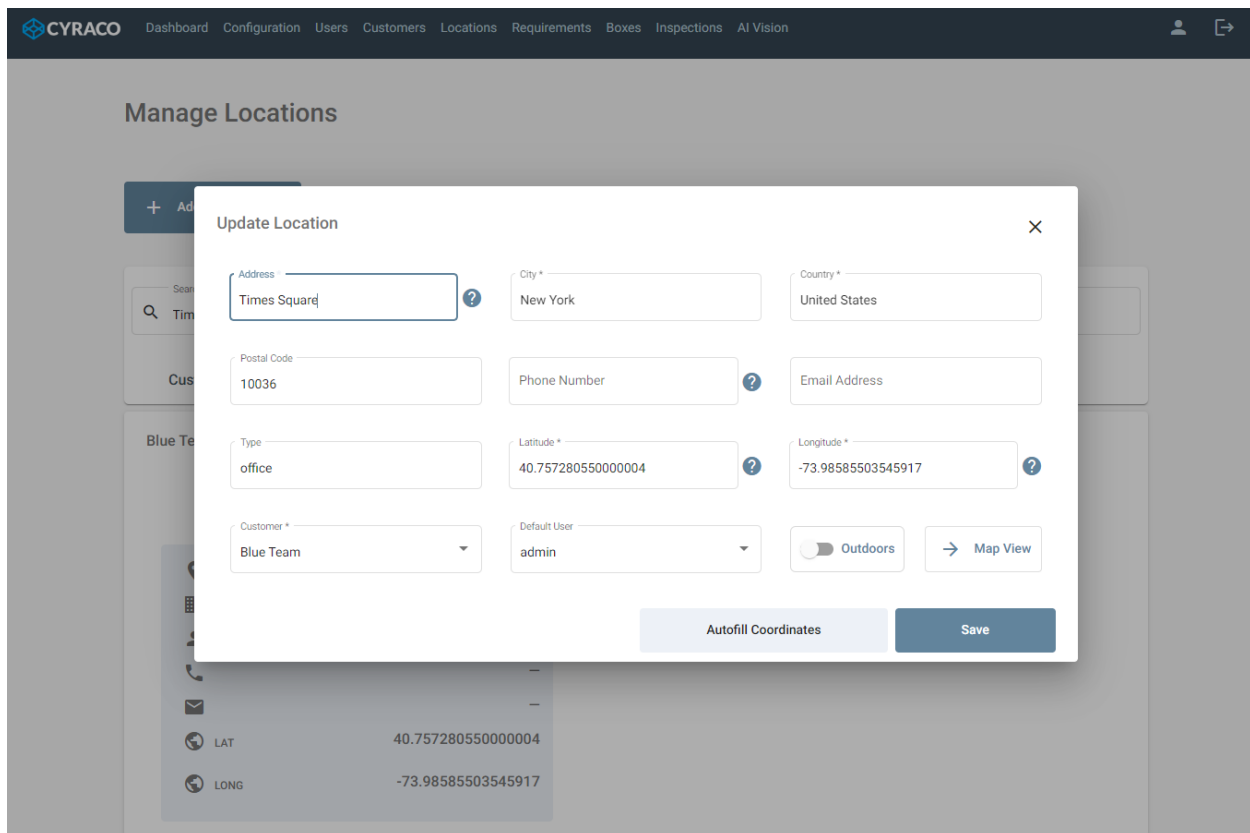 CYRACO Dashboard Configuration Users Customers Locations Requirements Boxes Inspections AI Vision
Manage Locations
Update Location
Address
Times Square
City *
New York
Country *
United States
Postal Code
10036
Phone Number
Email Address
Type
office
Latitude *
40.757280550000004
Longitude *
-73.98585503545917
Customer *
Blue Team
Default User
admin
Outdoors
Map View
Autofill Coordinates
Save
—
—
LAT 40.757280550000004
LONG -73.98585503545917